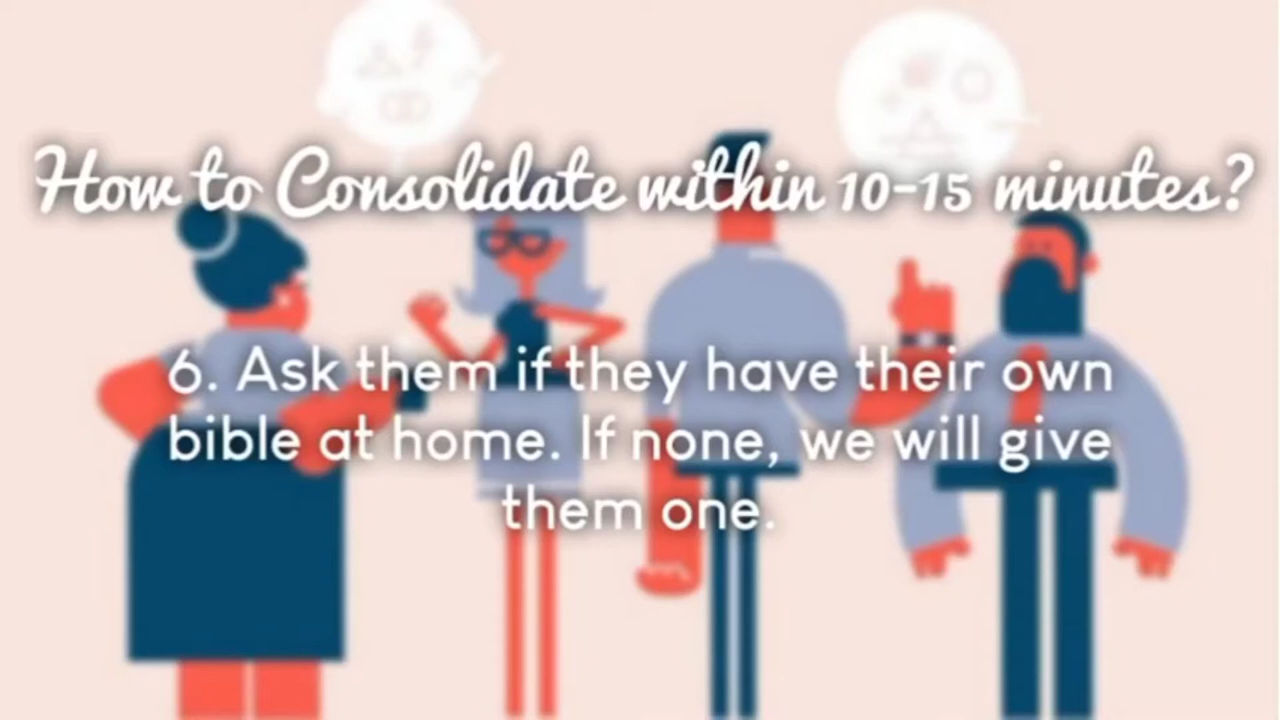 How to Consolidate within 10-15 minutes?
6. Ask them if they have their own
bible at home. If none, we will give
them one.